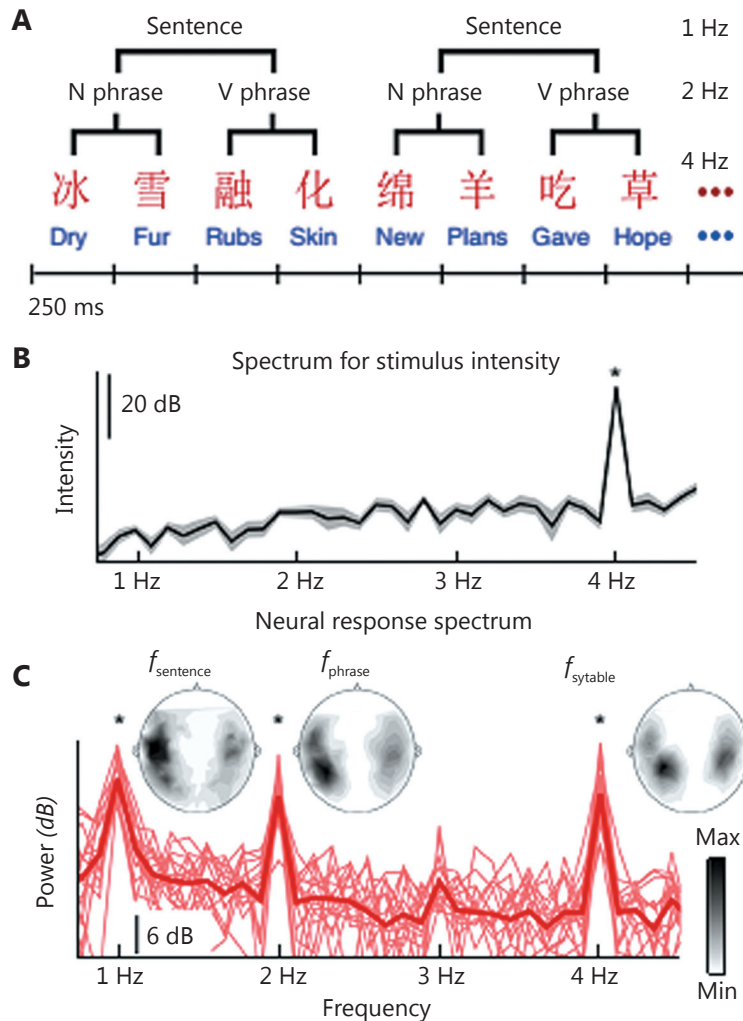 A
Sentence Sentence 1 Hz
N phrase V phrase N phrase V phrase 2 Hz
4 Hz
冰 雪 融 化 绵 羊 吃 草 •••
Dry Fur Rubs Skin New Plans Gave Hope •••
250 ms
B
Spectrum for stimulus intensity
*
20 dB
Intensity
1 Hz 2 Hz 3 Hz 4 Hz
Neural response spectrum
C
fsentence fphrase fsytable
* * *
Power (dB)
6 dB
Max
Min
1 Hz 2 Hz 3 Hz 4 Hz
Frequency